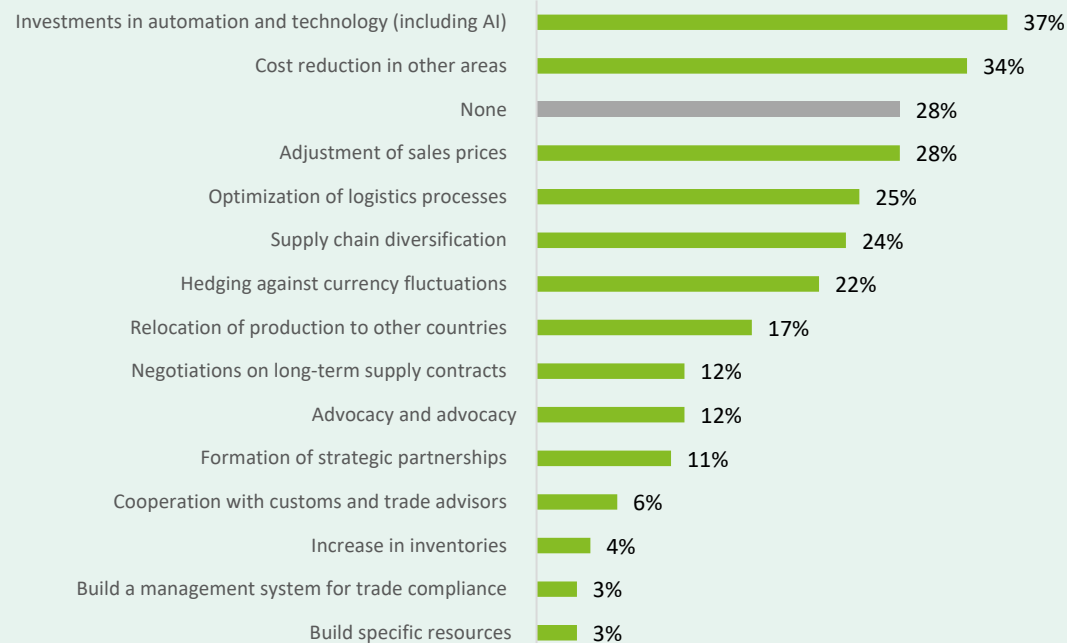 Investments in automation and technology (including AI) 37%
Cost reduction in other areas 34%
None 28%
Adjustment of sales prices 28%
Optimization of logistics processes 25%
Supply chain diversification 24%
Hedging against currency fluctuations 22%
Relocation of production to other countries 17%
Negotiations on long-term supply contracts 12%
Advocacy and advocacy 12%
Formation of strategic partnerships 11%
Cooperation with customs and trade advisors 6%
Increase in inventories 4%
Build a management system for trade compliance 3%
Build specific resources 3%